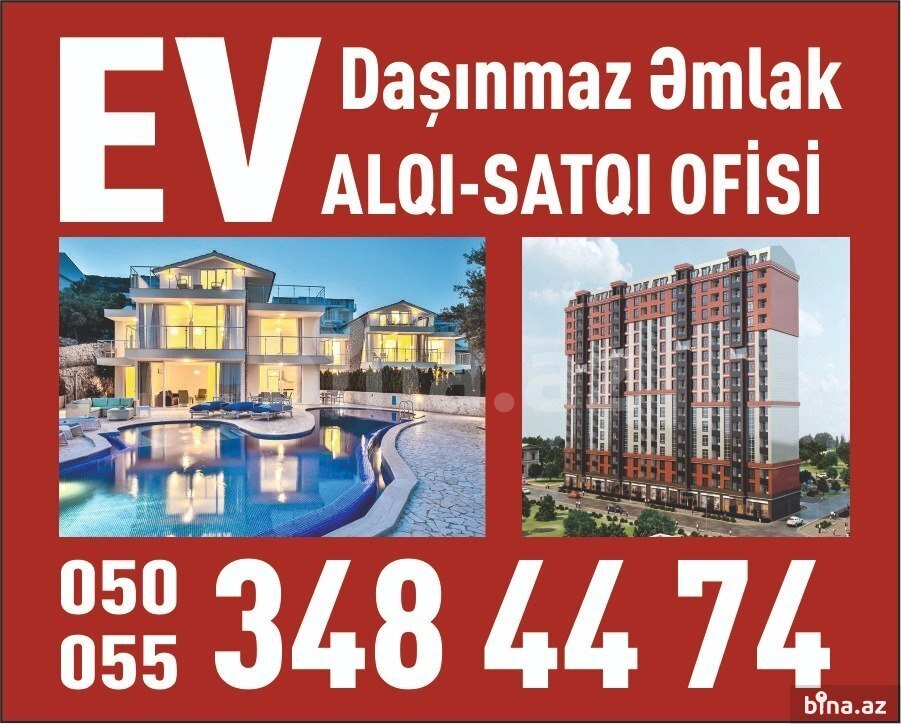 EV
Daşınmaz Əmlak
ALQI-SATQI OFİSİ
050
055
348 44 74
bina.az